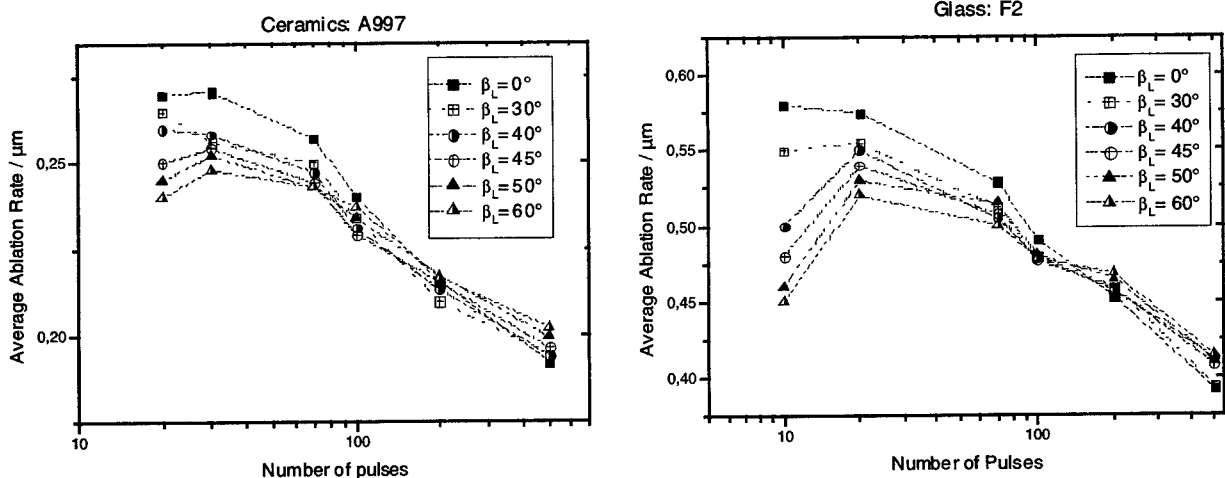 Ceramics: A997
Average Ablation Rate / μm
0,25
0,20
10
100
Number of pulses
β_L=0°
β_L=30°
β_L=40°
β_L=45°
β_L=50°
β_L=60°
Glass: F2
Average Ablation Rate / μm
0,60
0,55
0,50
0,45
0,40
10
100
Number of Pulses
β_L=0°
β_L=30°
β_L=40°
β_L=45°
β_L=50°
β_L=60°